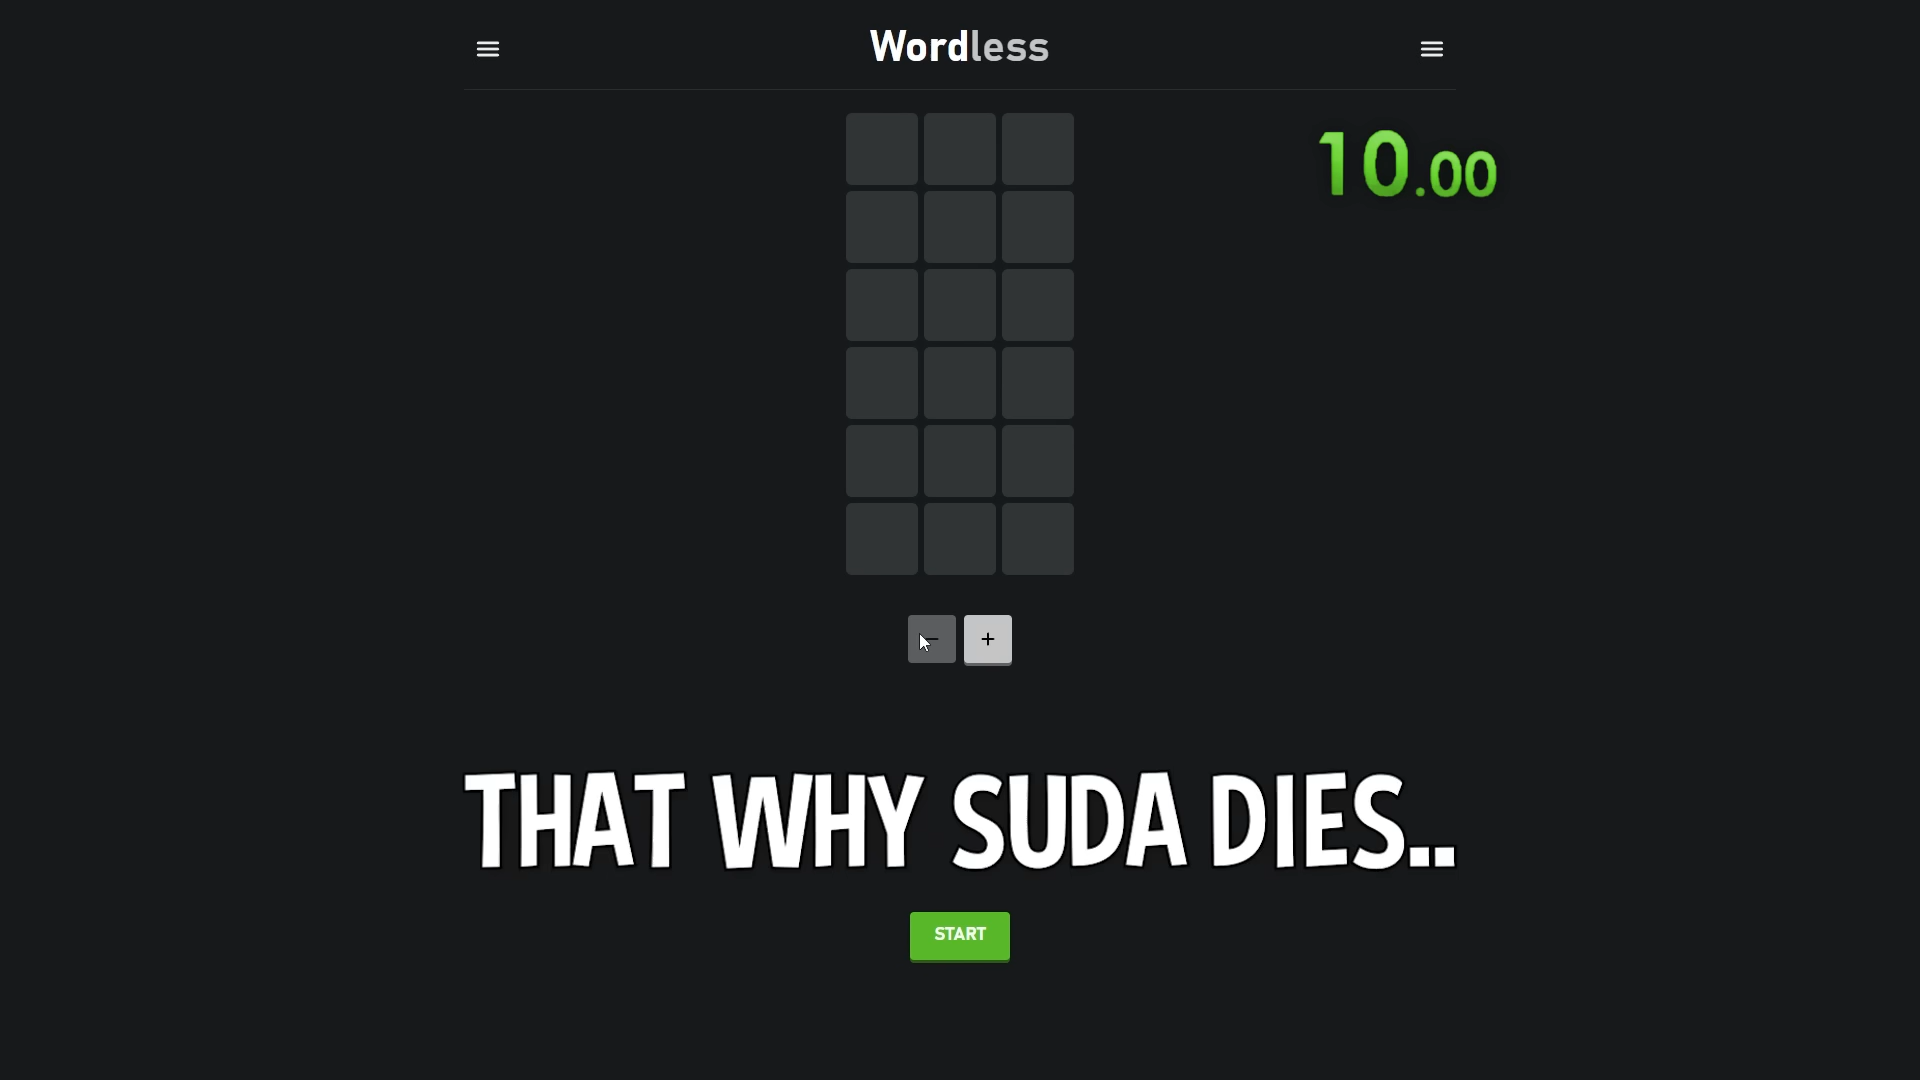 Wordless
10.00
- +
THAT WHY SUDA DIES..
START